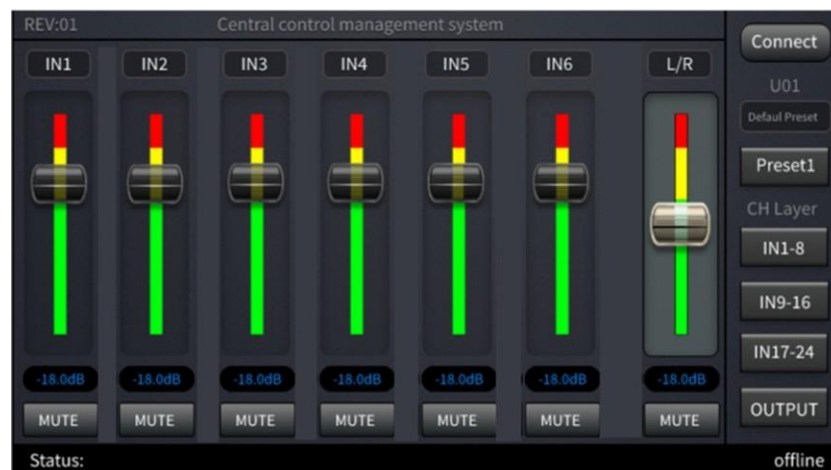 REV:01 Central control management system
IN1 IN2 IN3 IN4 IN5 IN6 L/R
-18.0dB -18.0dB -18.0dB -18.0dB -18.0dB -18.0dB -18.0dB
MUTE MUTE MUTE MUTE MUTE MUTE MUTE
Connect
U01
Defaul Preset
Preset1
CH Layer
IN1-8
IN9-16
IN17-24
OUTPUT
Status: offline